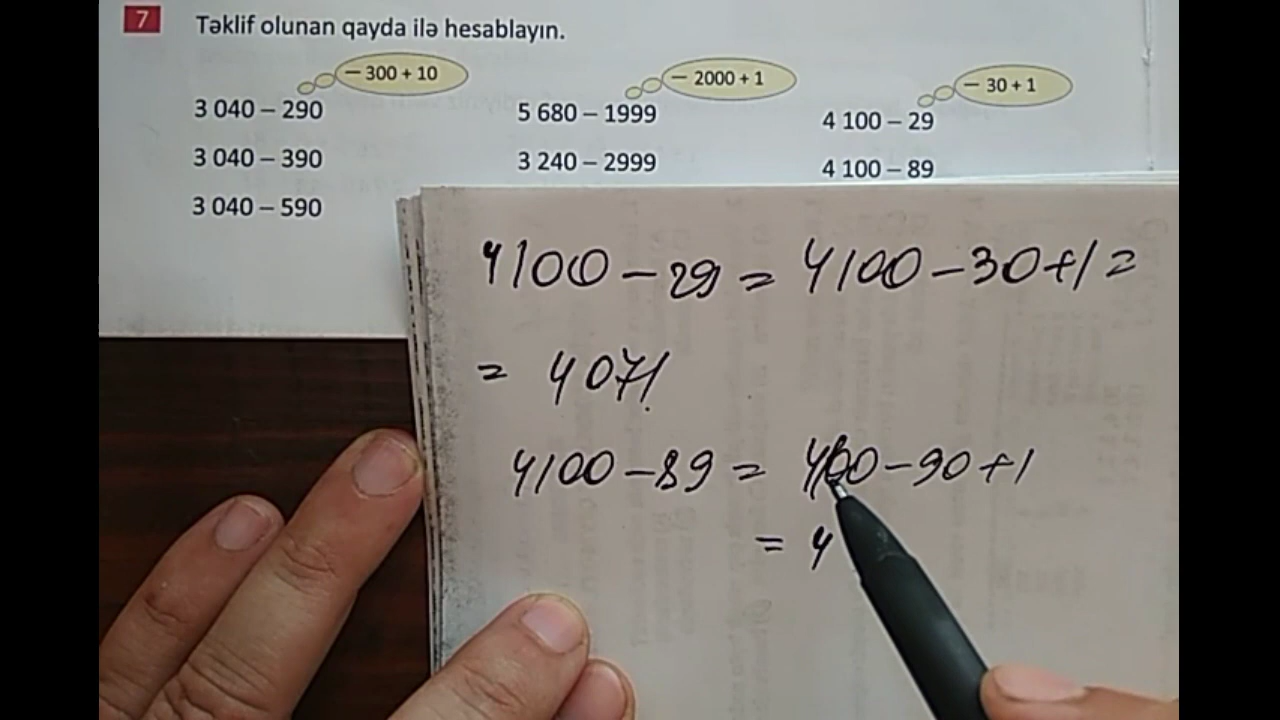 7 Təklif olunan qayda ilə hesablayın.
− 300 + 10
3 040 − 290
3 040 − 390
3 040 − 590
− 2000 + 1
5 680 − 1999
3 240 − 2999
− 30 + 1
4 100 − 29
4 100 − 89
4100 − 29 = 4100 − 30 + 1 =
= 4071
4100 − 89 = 4100 − 90 + 1
= 4